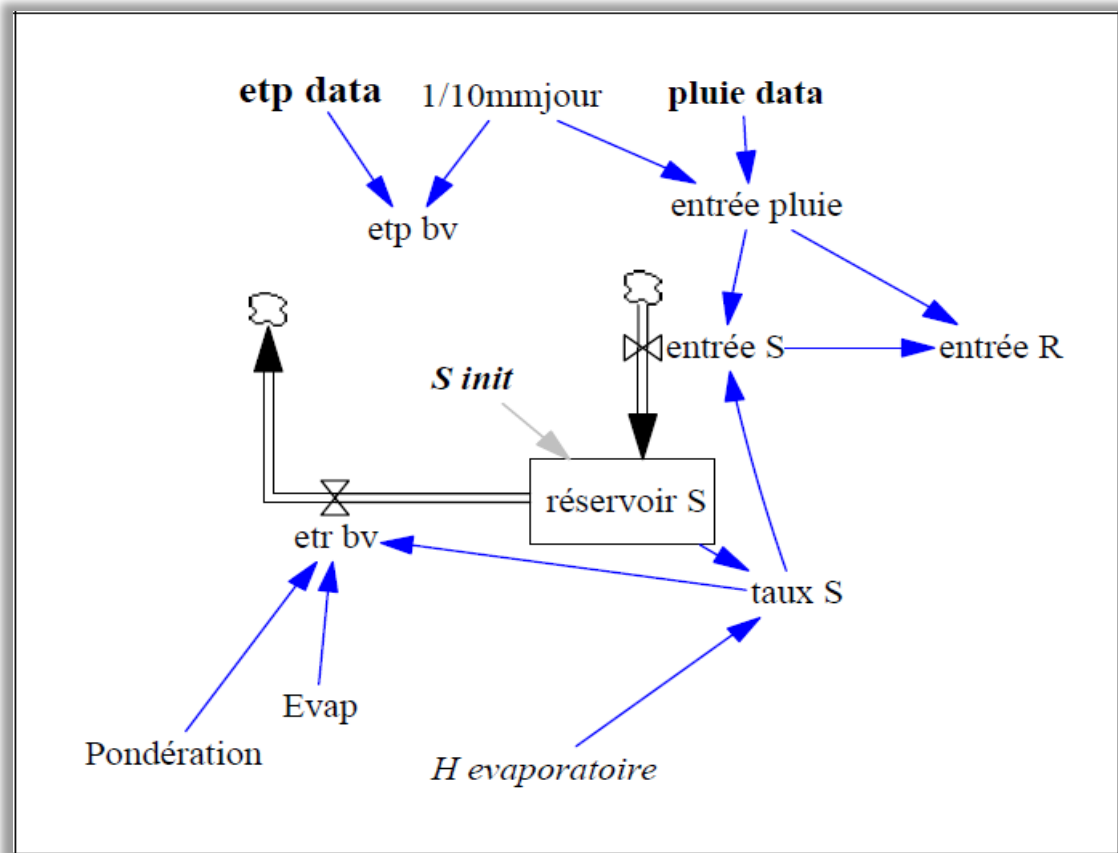 etp data
1/10mmjour
pluie data
etp bv
entrée pluie
entrée S
entrée R
S init
réservoir S
etr bv
taux S
Evap
Pondération
H evaporatoire